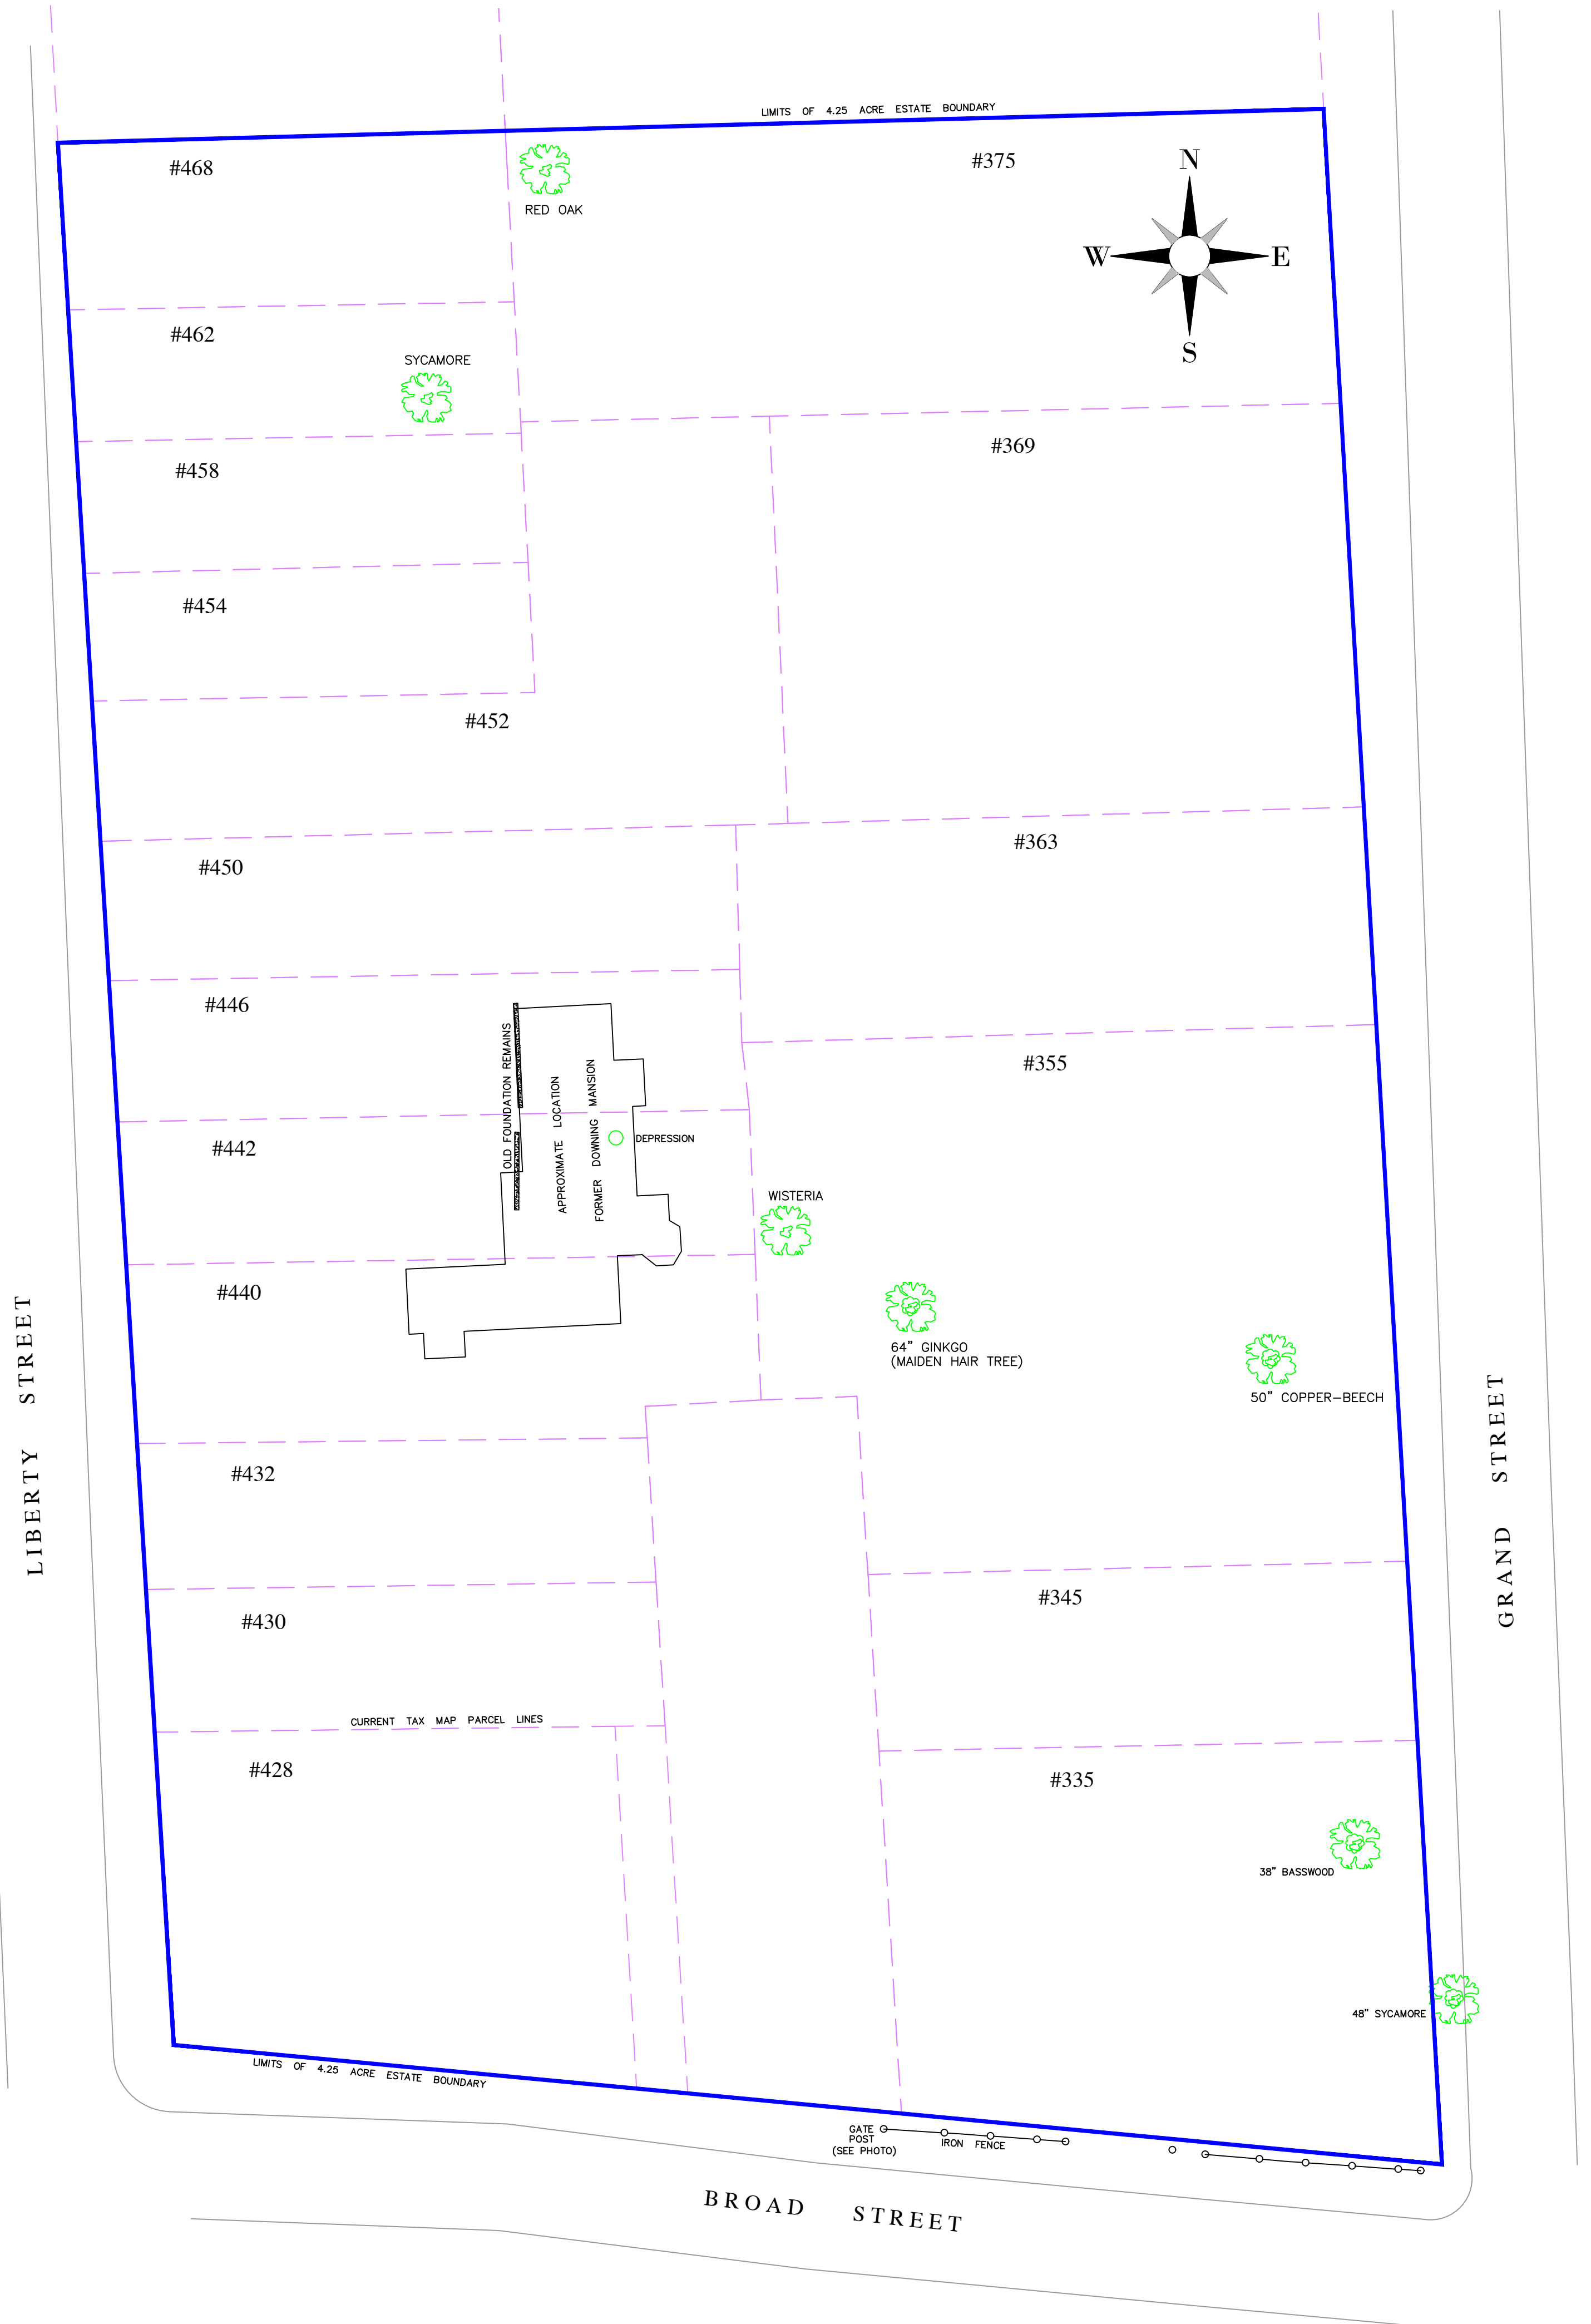 LIMITS OF 4.25 ACRE ESTATE BOUNDARY
#468
#375
N
RED OAK
W
E
#462
S
SYCAMORE
#369
#458
#454
#452
#363
#450
#446
OLD FOUNDATION REMAINS
APPROXIMATE LOCATION
FORMER DOWNING MANSION
#355
#442
DEPRESSION
WISTERIA
#440
64" GINKGO
(MAIDEN HAIR TREE)
50" COPPER-BEECH
LIBERTY STREET
GRAND STREET
#432
#345
#430
CURRENT TAX MAP PARCEL LINES
#428
#335
38" BASSWOOD
48" SYCAMORE
LIMITS OF 4.25 ACRE ESTATE BOUNDARY
GATE
POST
(SEE PHOTO)
IRON FENCE
BROAD STREET